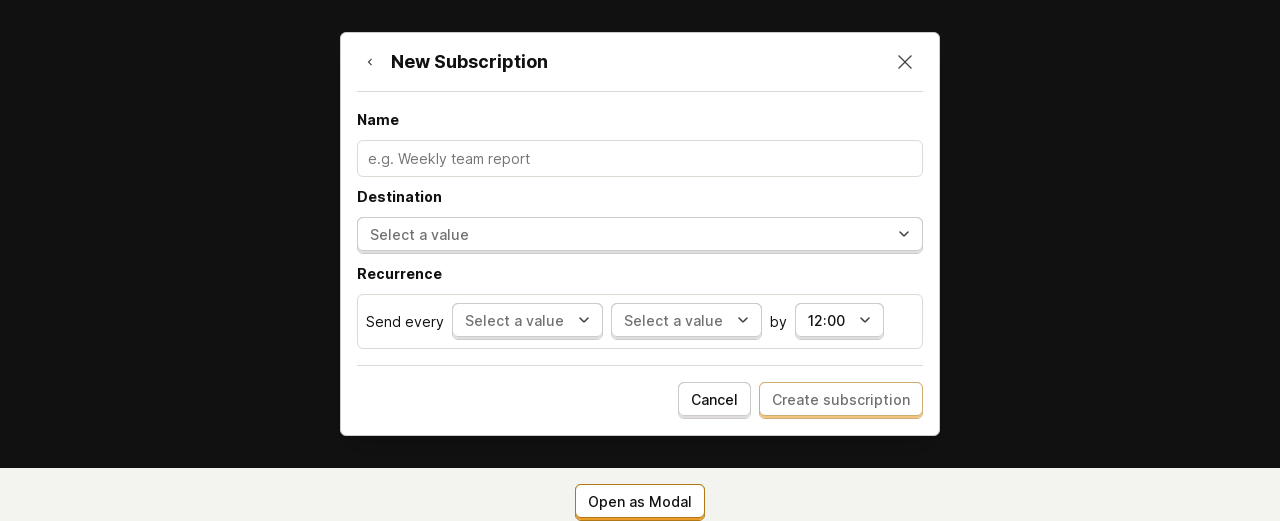 New Subscription
Name
e.g. Weekly team report
Destination
Select a value
Recurrence
Send every Select a value Select a value by 12:00
Cancel Create subscription
Open as Modal